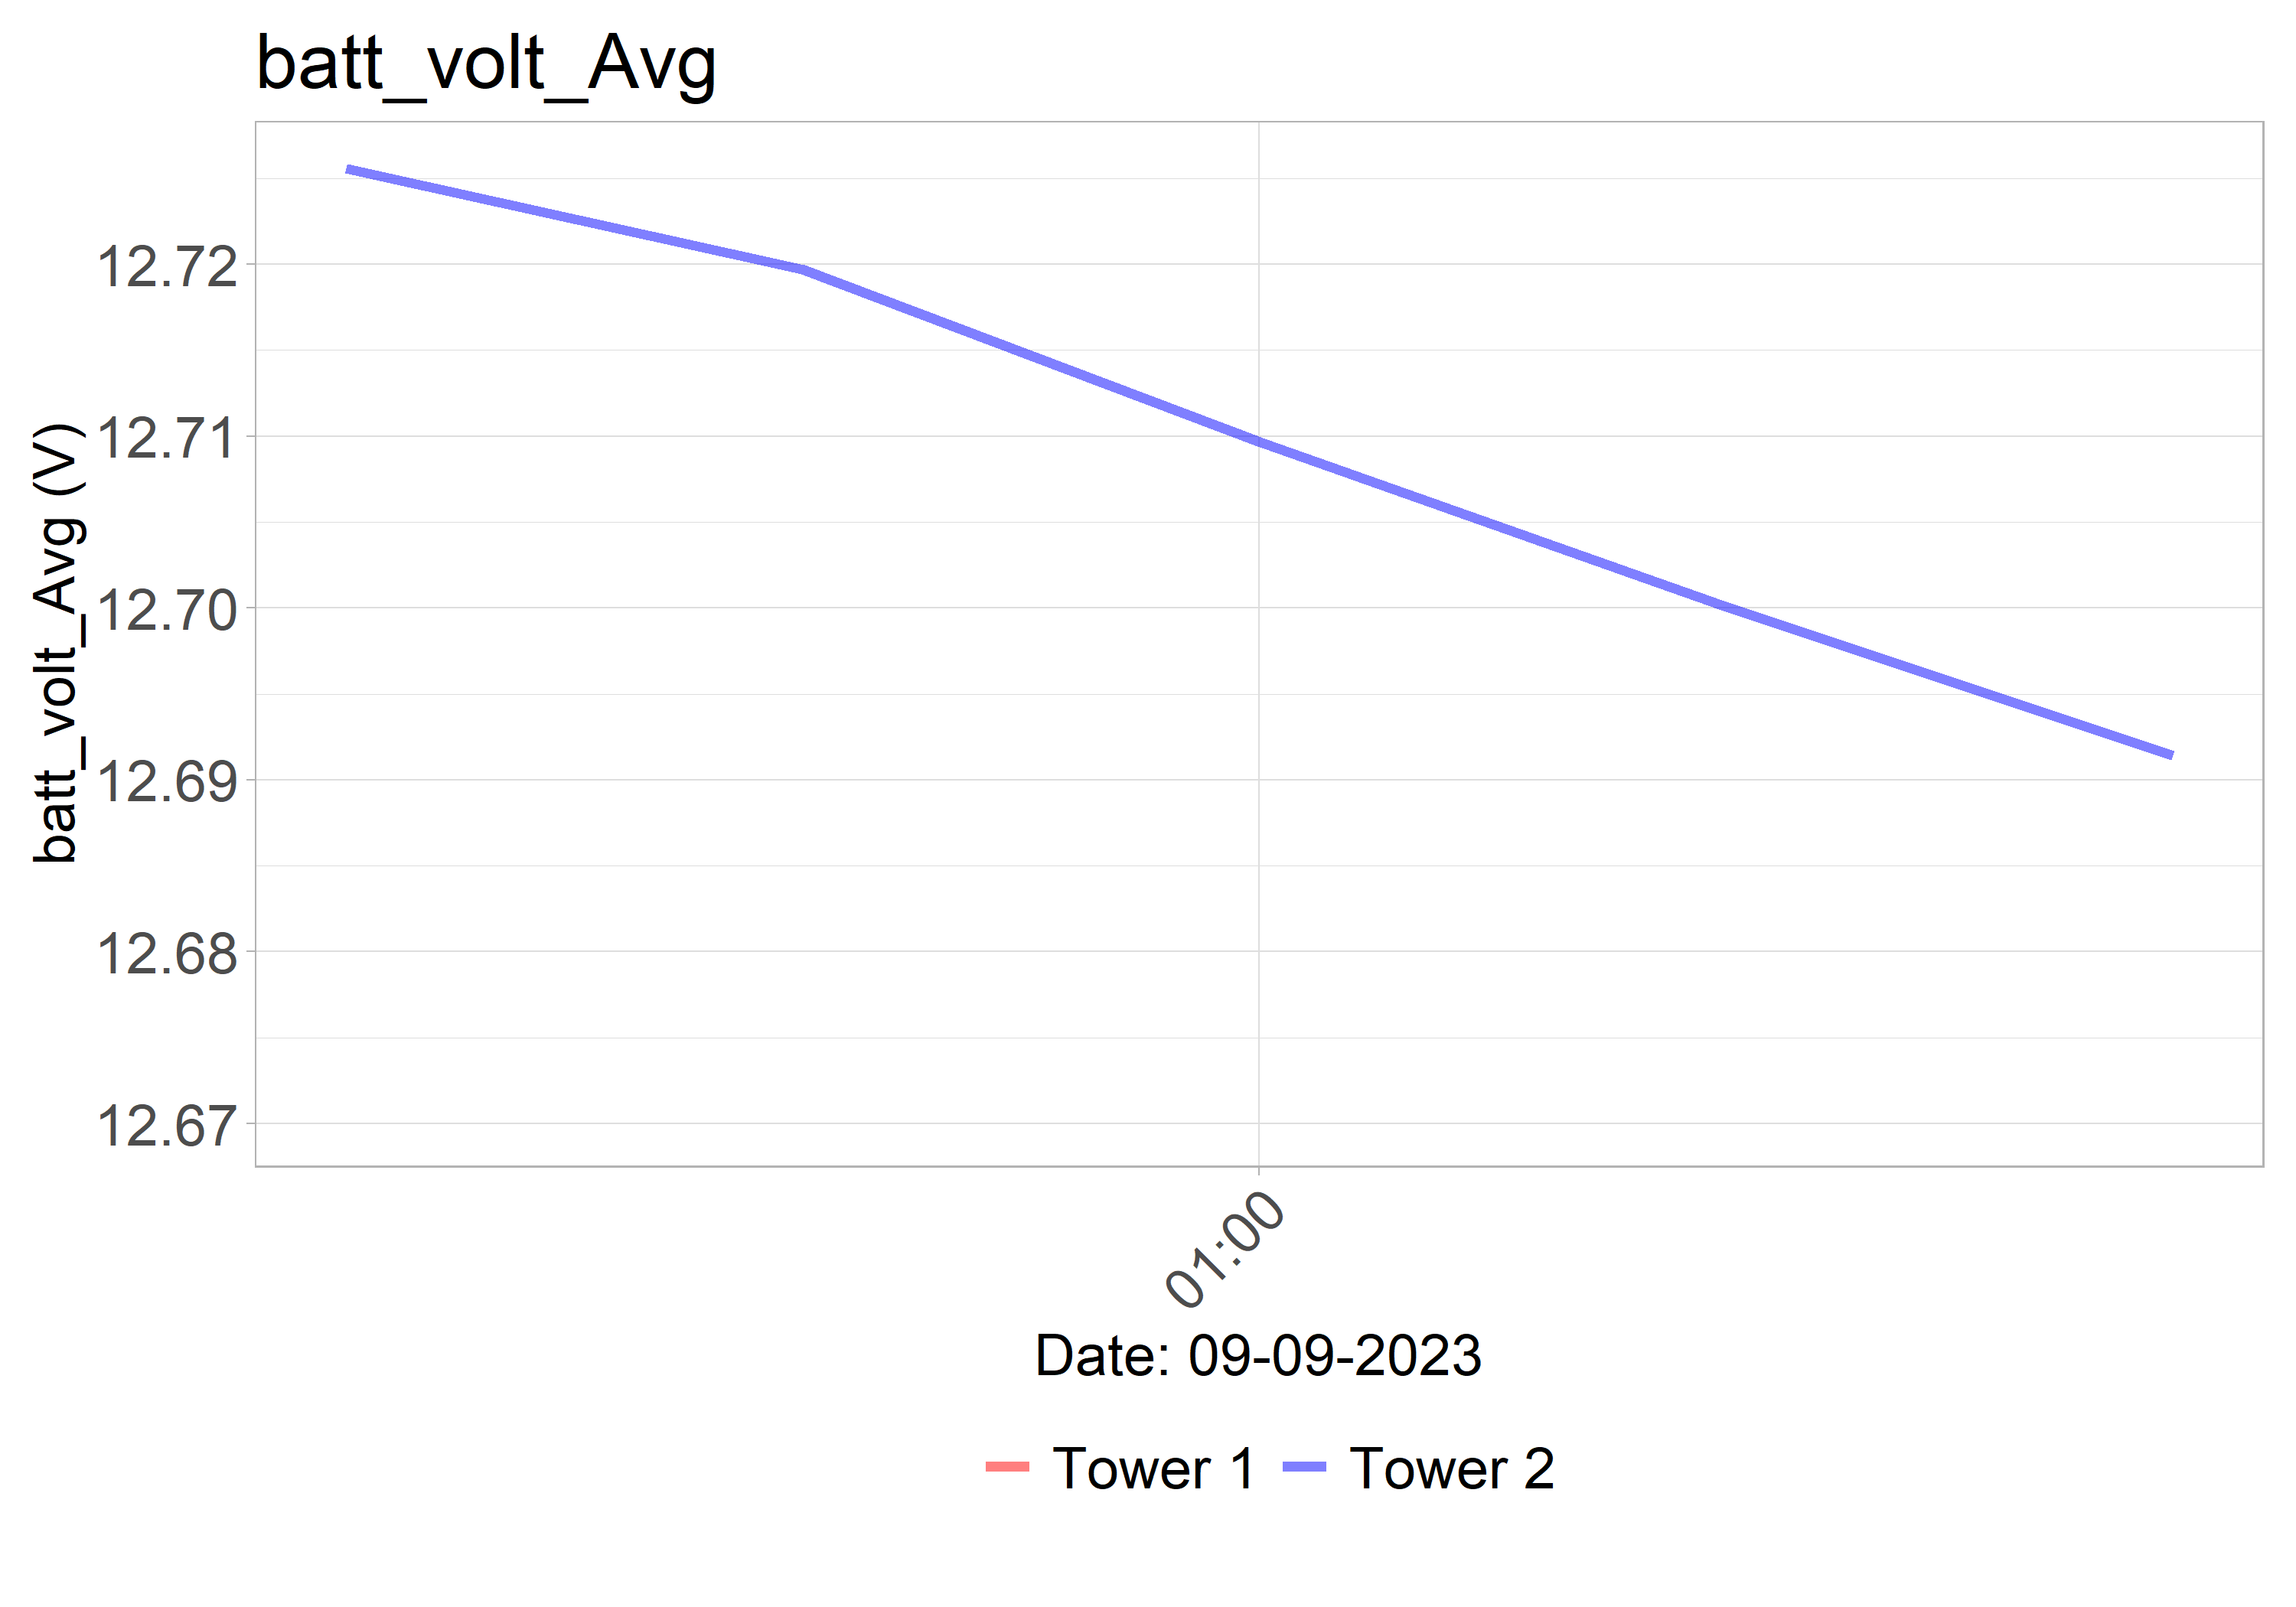 batt_volt_Avg
batt_volt_Avg (V)
12.72
12.71
12.70
12.69
12.68
12.67
01:00
Date: 09-09-2023
Tower 1 Tower 2